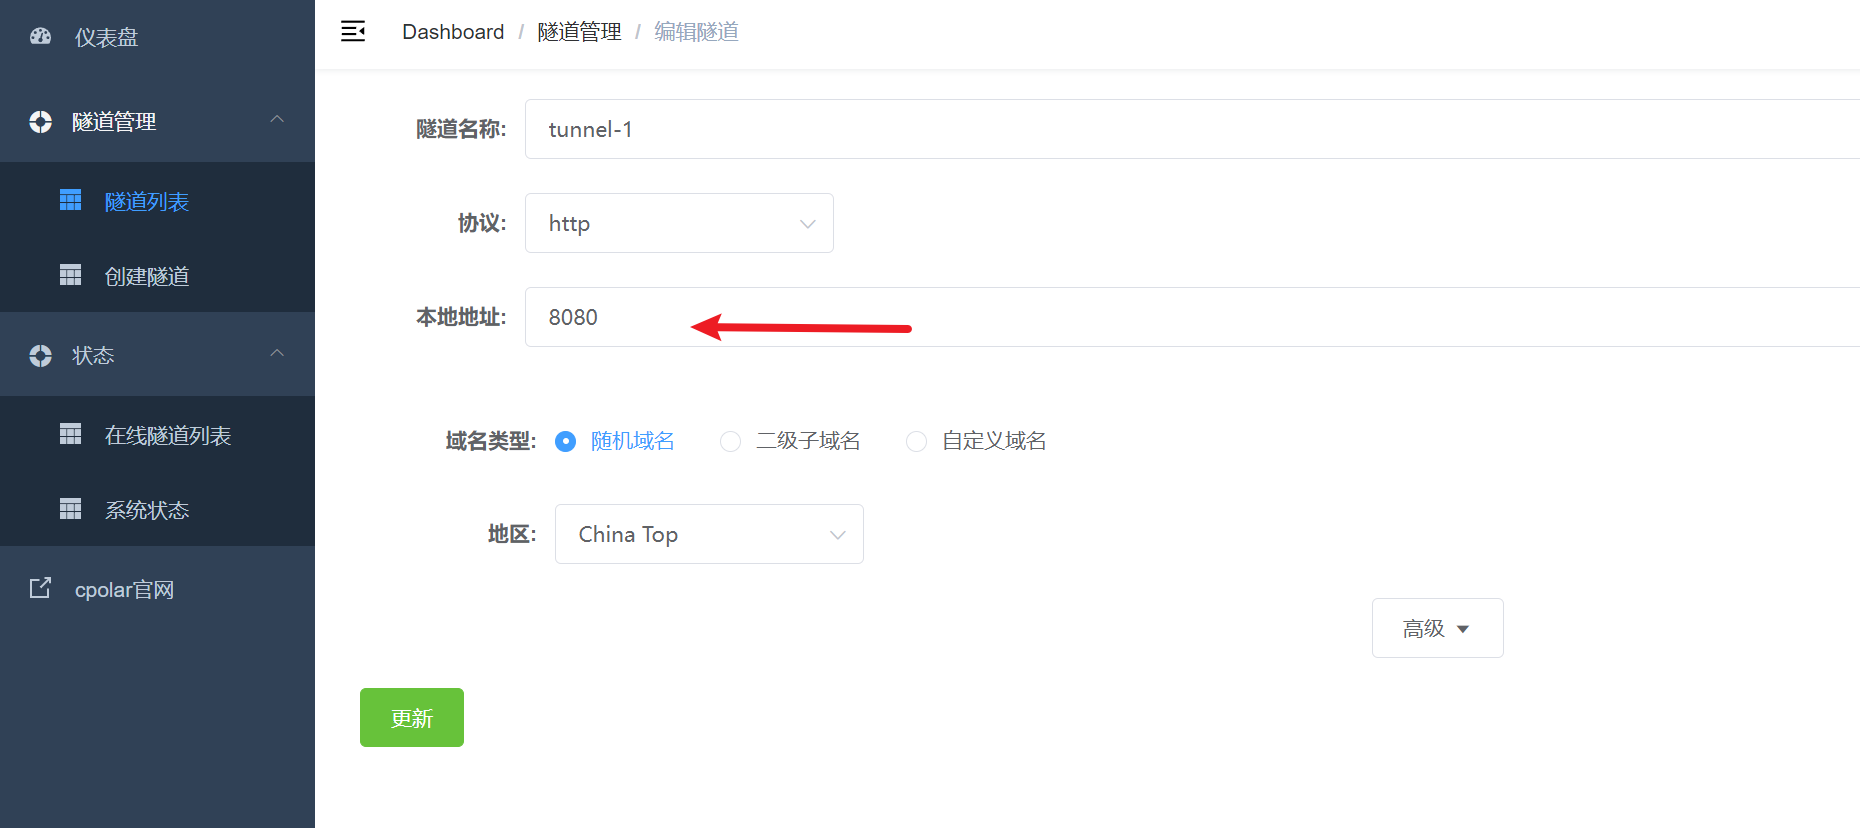 仪表盘
隧道管理
隧道列表
创建隧道
状态
在线隧道列表
系统状态
cpolar官网
Dashboard / 隧道管理 / 编辑隧道
隧道名称: tunnel-1
协议: http
本地地址: 8080
域名类型: 随机域名 二级子域名 自定义域名
地区: China Top
高级
更新